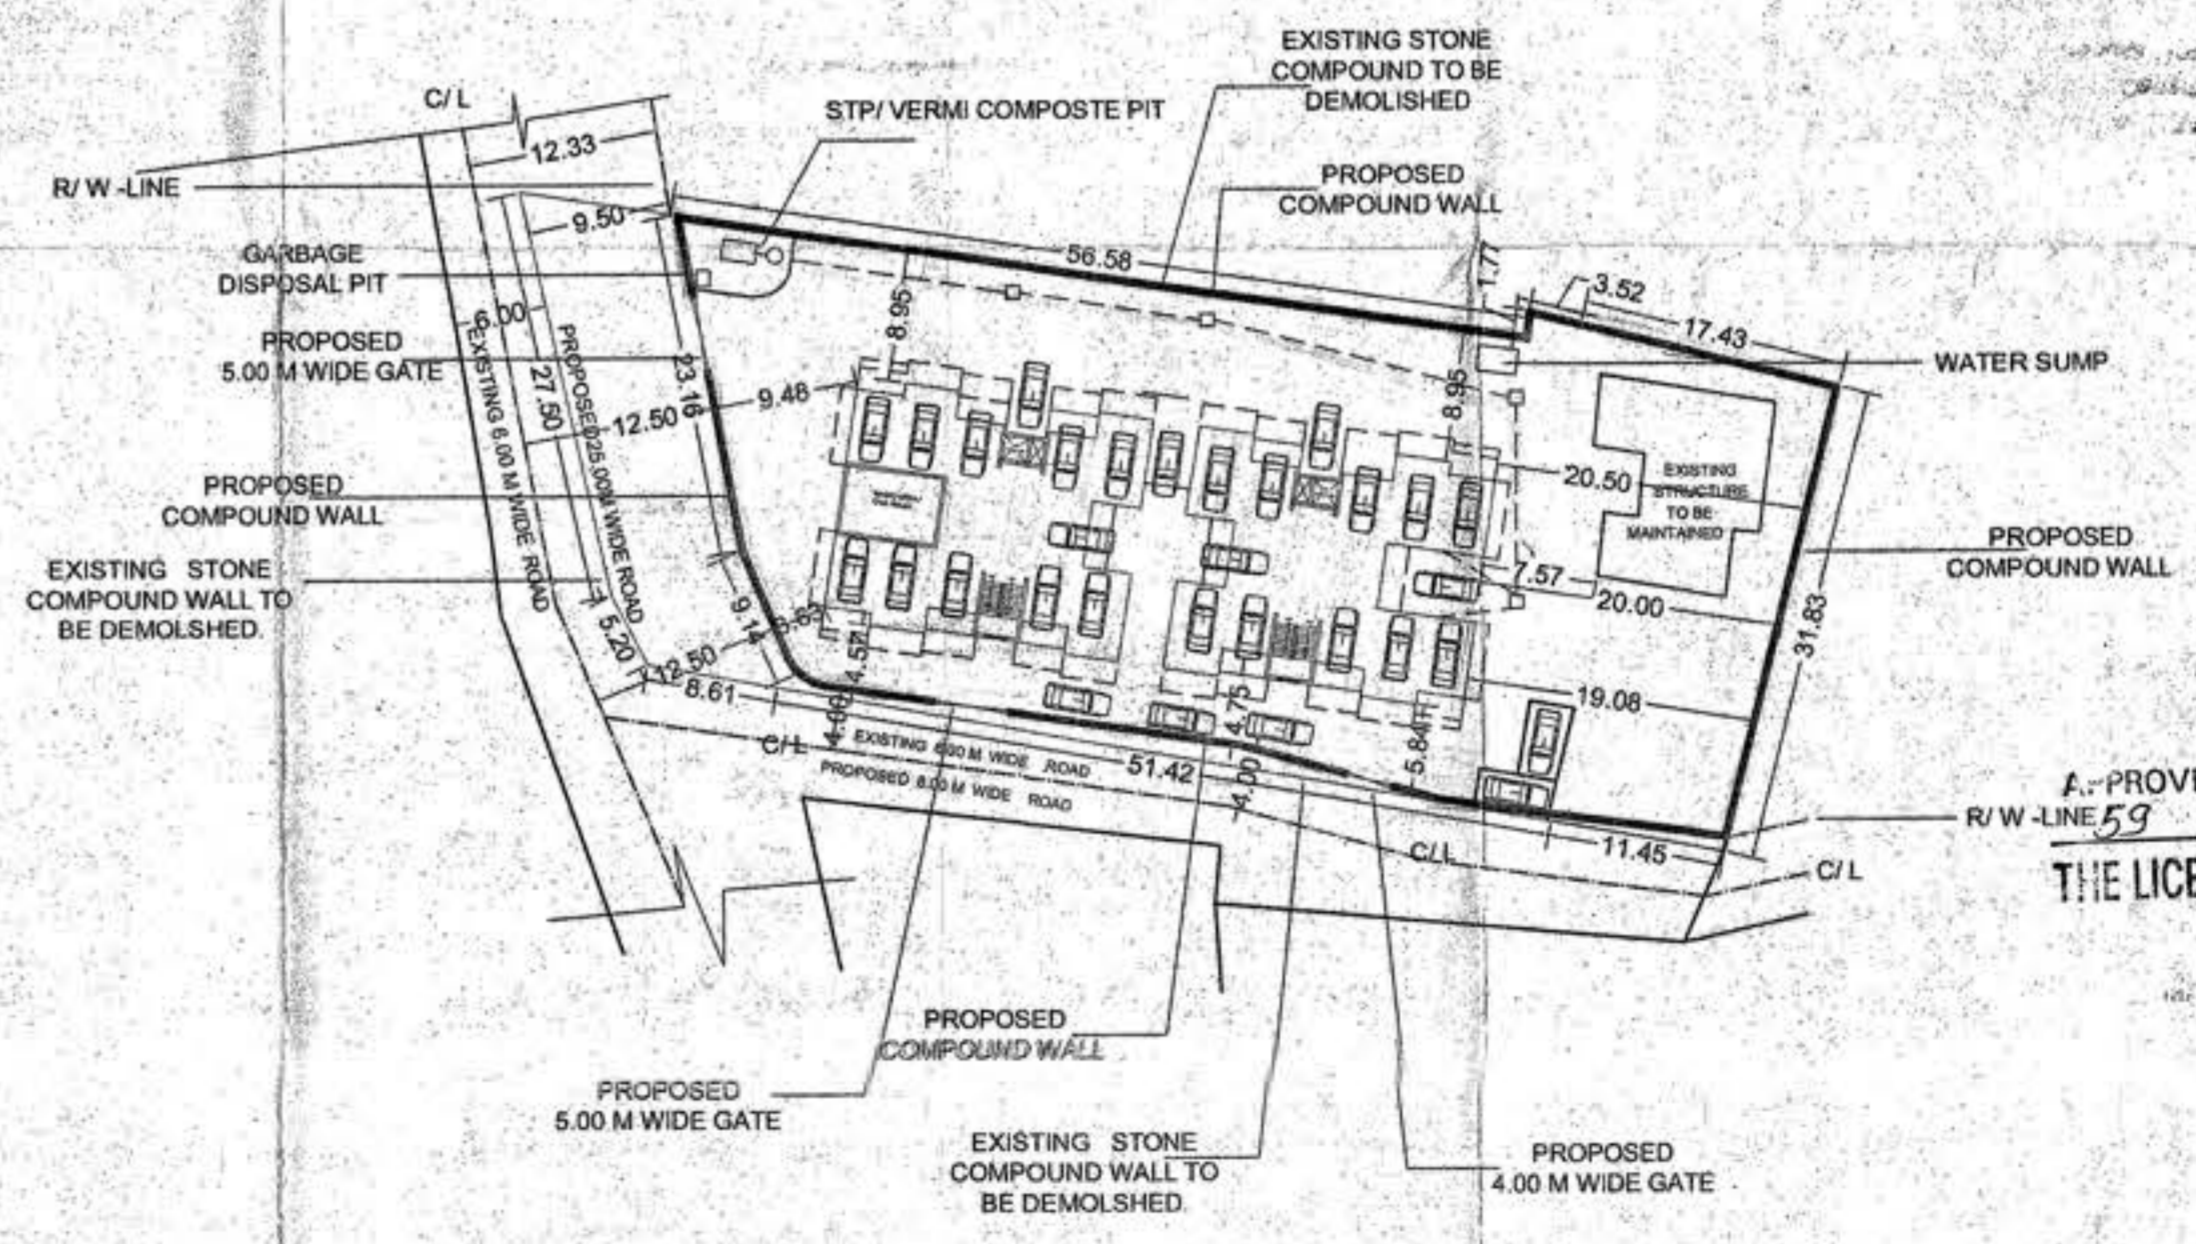 EXISTING STONE
COMPOUND TO BE
DEMOLISHED
C/ L
STP/ VERMI COMPOSTE PIT
12.33
R/ W -LINE
PROPOSED
COMPOUND WALL
9.50
GARBAGE
DISPOSAL PIT
56.58
1.77
3.52
17.43
6.00
8.95
PROPOSED
5.00 M WIDE GATE
WATER SUMP
EXISTING 6.00 M WIDE ROAD
27.50
PROPOSED25.00M WIDE ROAD
23.16
12.50
9.48
8.95
20.50
EXISTING
STRUCTURE
TO BE
MAINTAINED
PROPOSED
COMPOUND WALL
PROPOSED
COMPOUND WALL
EXISTING STONE
COMPOUND WALL TO
BE DEMOLSHED.
7.57
20.00
31.83
9.14
5.20
4.57
12.50
8.61
19.08
4.00
4.75
5.84
C/ L
EXISTING 6.00 M WIDE ROAD
51.42
PROPOSED 8.00 M WIDE ROAD
4.00
R/ W -LINE
59
THE LICE
C/ L
11.45
C/ L
PROPOSED
COMPOUND WALL
PROPOSED
5.00 M WIDE GATE
EXISTING STONE
COMPOUND WALL TO
BE DEMOLSHED.
PROPOSED
4.00 M WIDE GATE